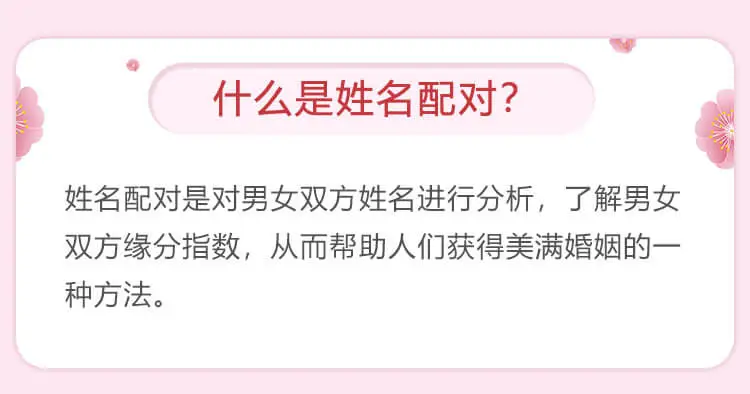 什么是姓名配对？
姓名配对是对男女双方姓名进行分析，了解男女
双方缘分指数，从而帮助人们获得美满婚姻的一
种方法。